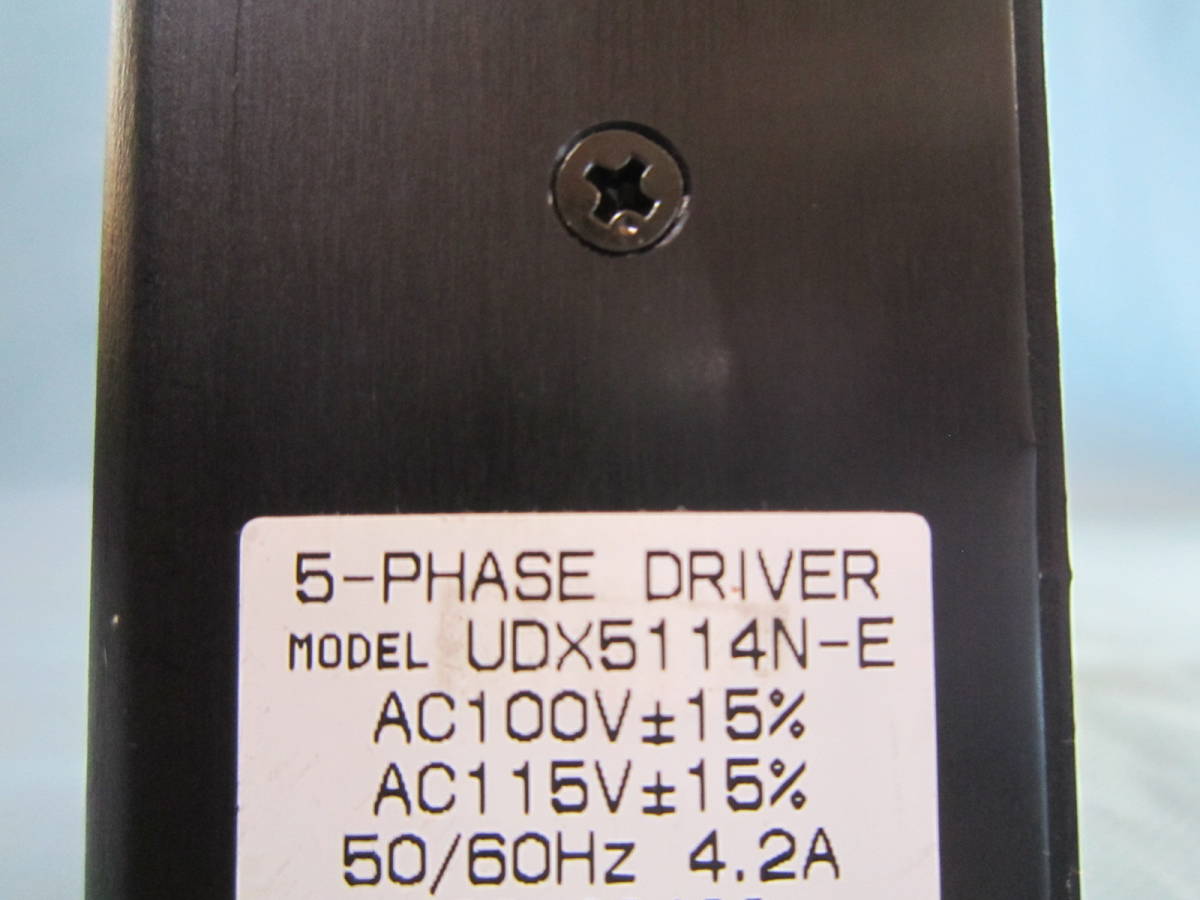 5-PHASE DRIVER
MODEL UDX5114N-E
AC100V±15%
AC115V±15%
50/60Hz 4.2A